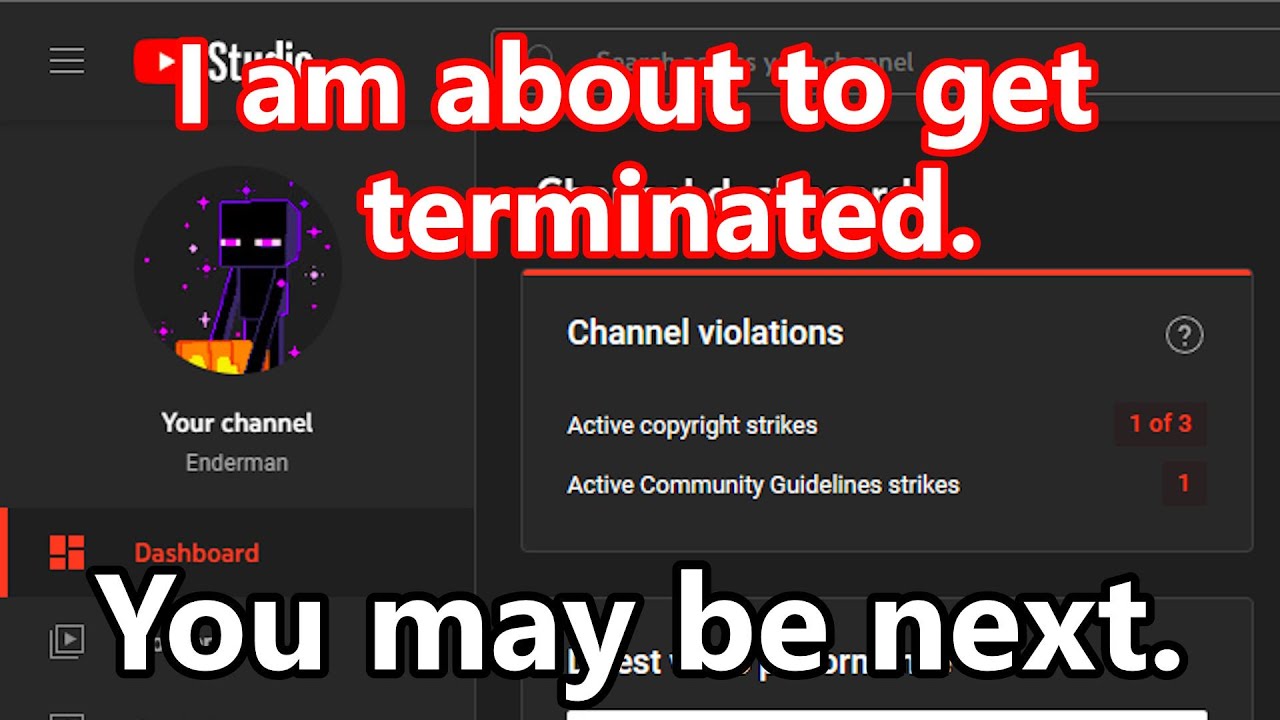 Studio
I am about to get
terminated.
Your channel
Enderman
Channel violations
Active copyright strikes
1 of 3
Active Community Guidelines strikes
1
Dashboard
You may be next.